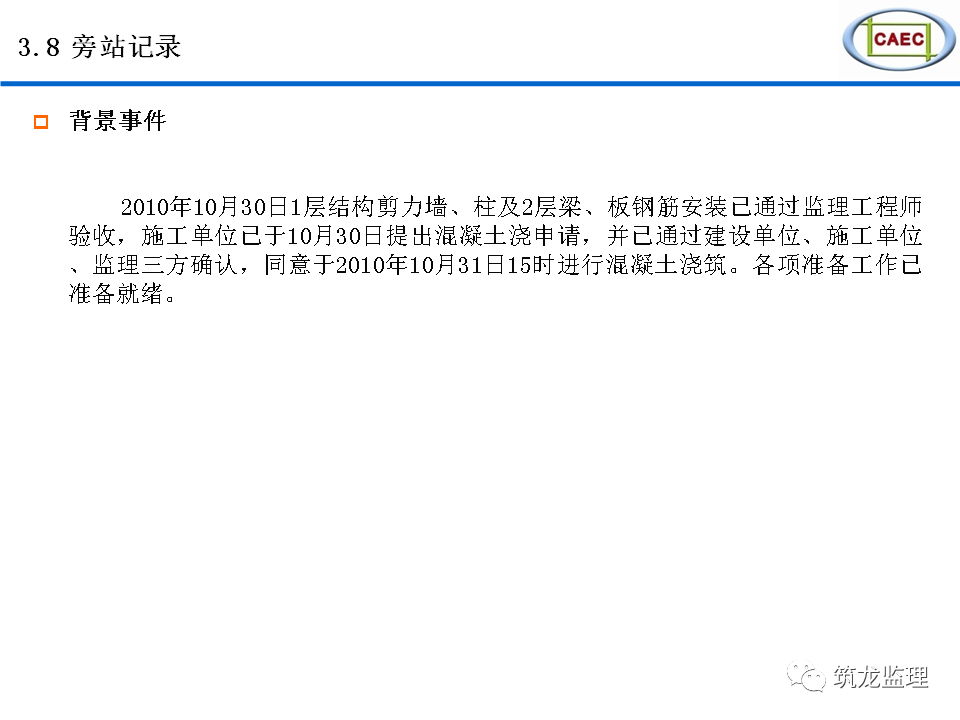 3.8 旁站记录
CAEC
背景事件
2010年10月30日1层结构剪力墙、柱及2层梁、板钢筋安装已通过监理工程师
验收，施工单位已于10月30日提出混凝土浇申请，并已通过建设单位、施工单位
、监理三方确认，同意于2010年10月31日15时进行混凝土浇筑。各项准备工作已
准备就绪。
筑龙监理